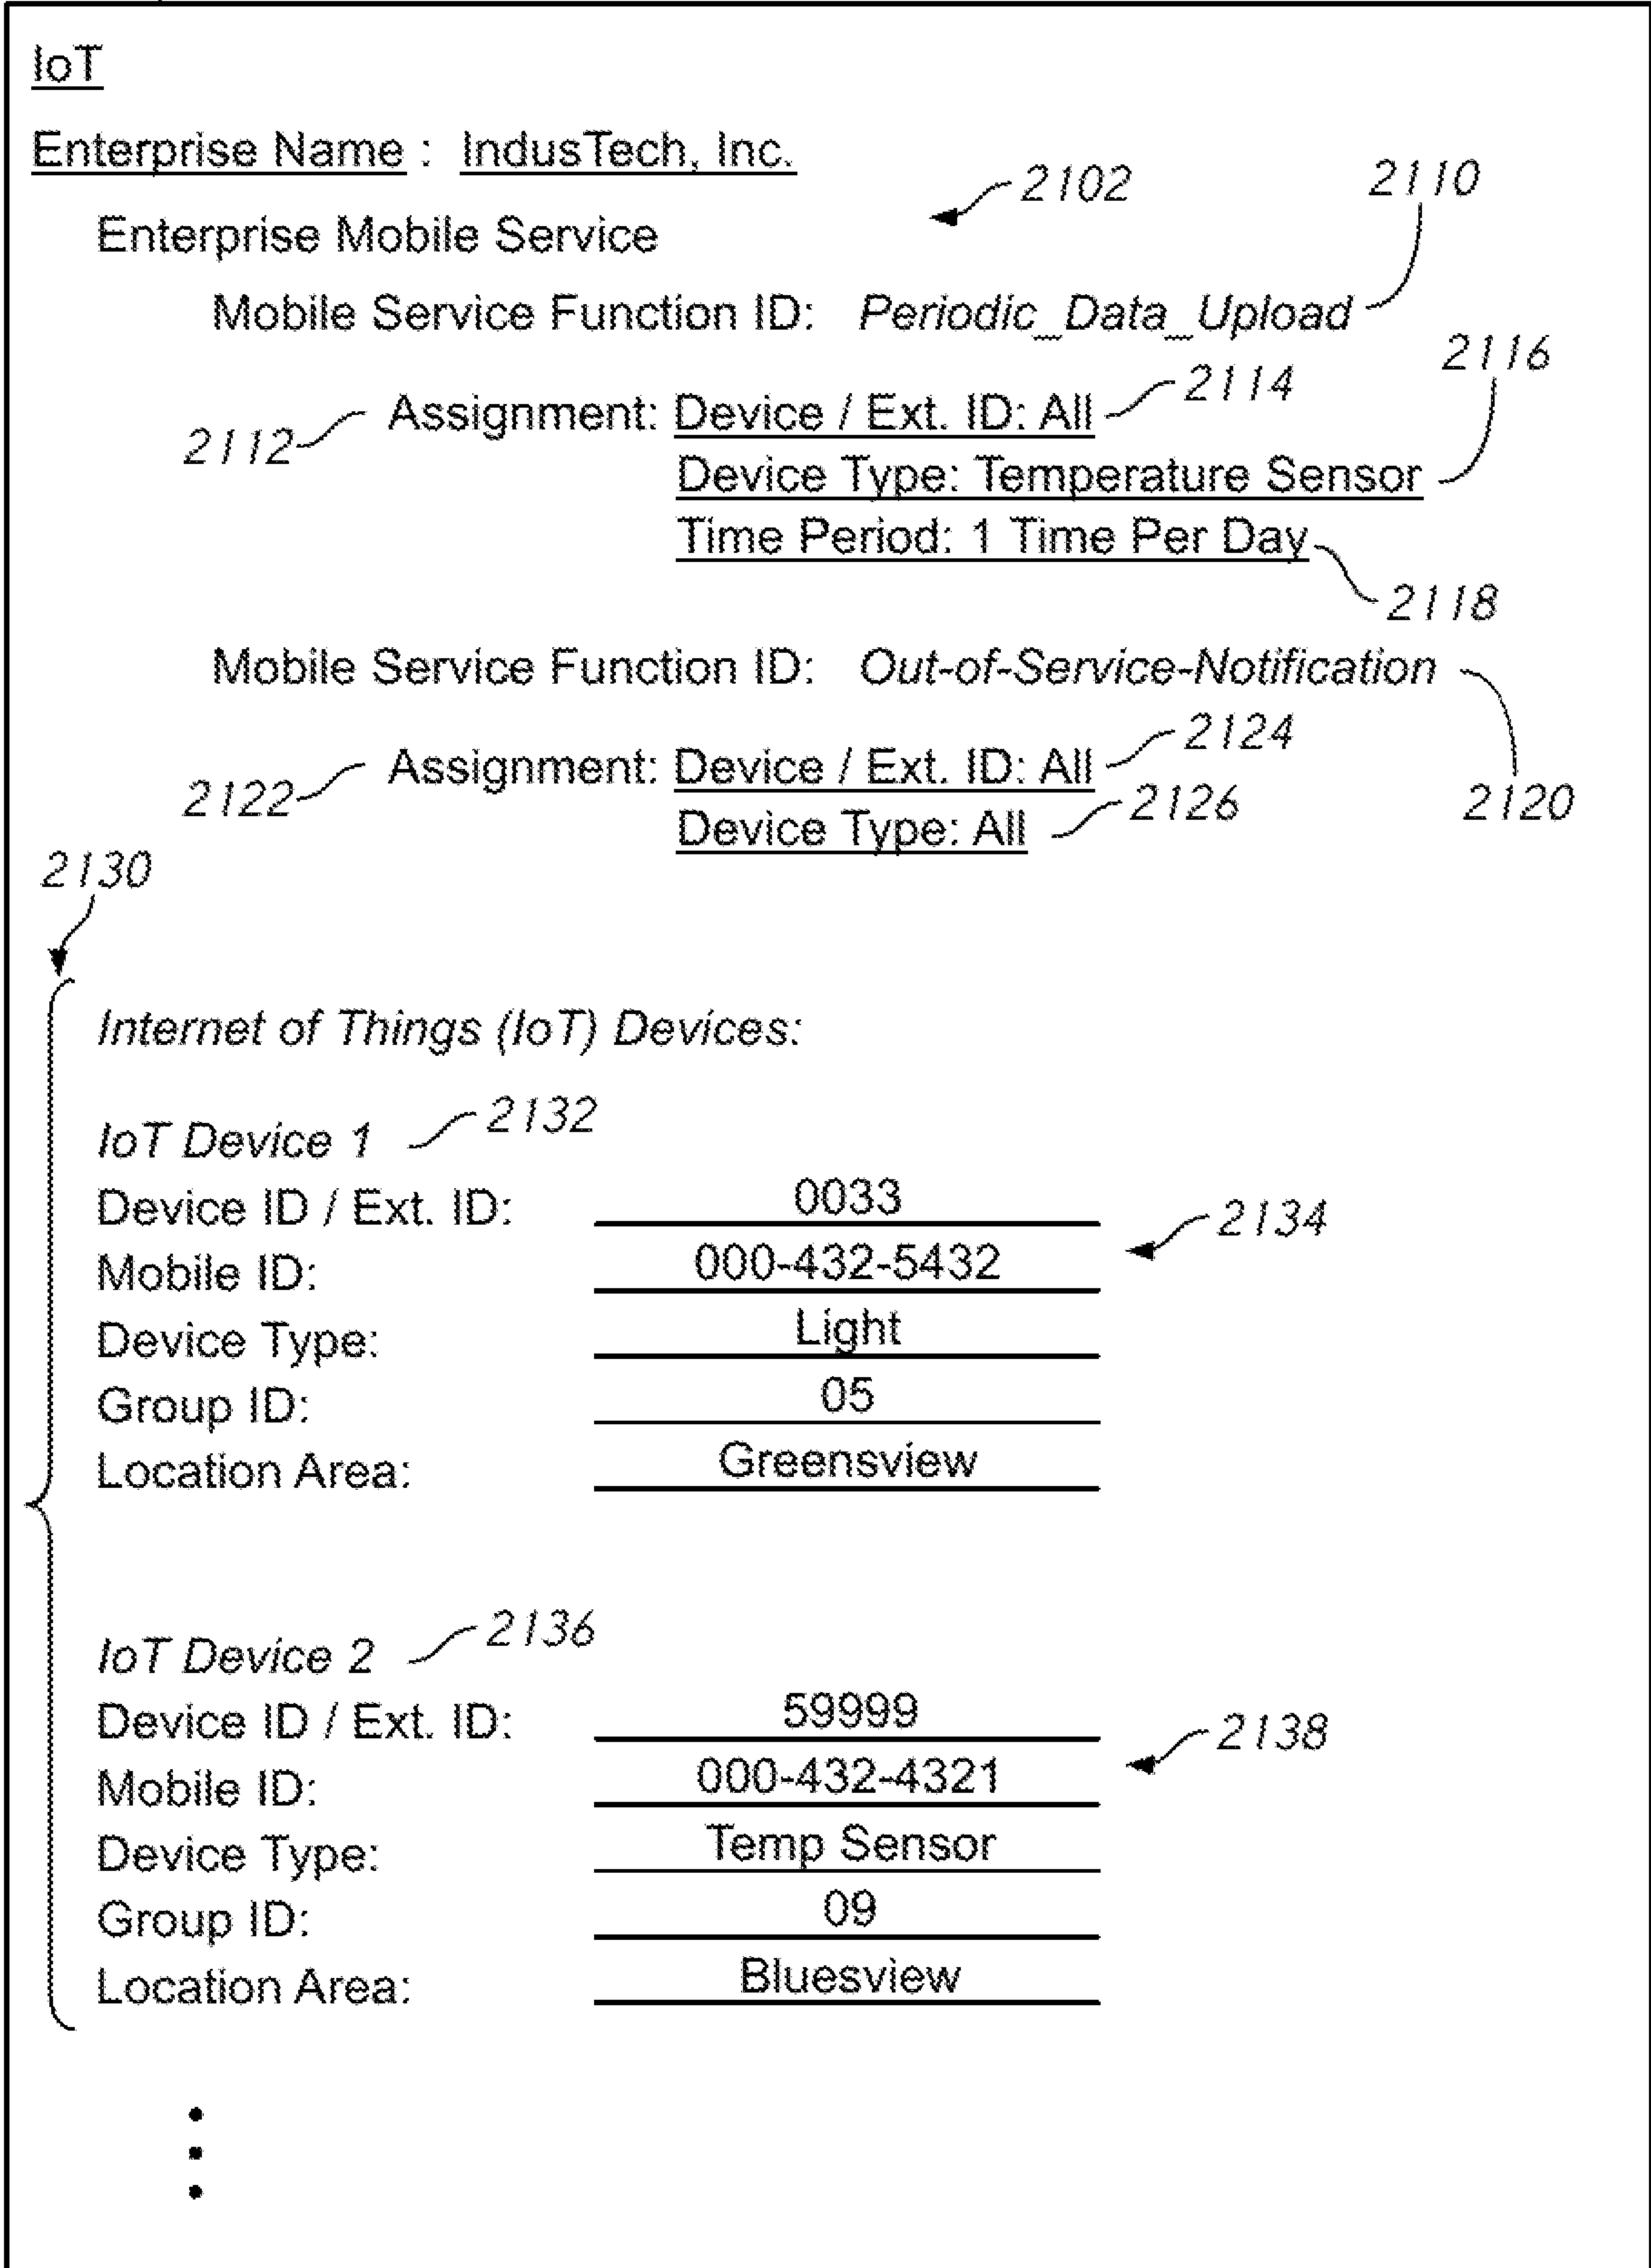 IoT
Enterprise Name : IndusTech, Inc.
2102
2110
Enterprise Mobile Service
Mobile Service Function ID: Periodic_Data_Upload
2116
2112 Assignment: Device / Ext. ID: All 2114
Device Type: Temperature Sensor
Time Period: 1 Time Per Day
2118
Mobile Service Function ID: Out-of-Service-Notification
2122 Assignment: Device / Ext. ID: All 2124
Device Type: All 2126
2120
2130
Internet of Things (IoT) Devices:
IoT Device 1 2132
Device ID / Ext. ID: 0033
2134
Mobile ID: 000-432-5432
Device Type: Light
Group ID: 05
Location Area: Greensview
IoT Device 2 2136
Device ID / Ext. ID: 59999
2138
Mobile ID: 000-432-4321
Device Type: Temp Sensor
Group ID: 09
Location Area: Bluesview